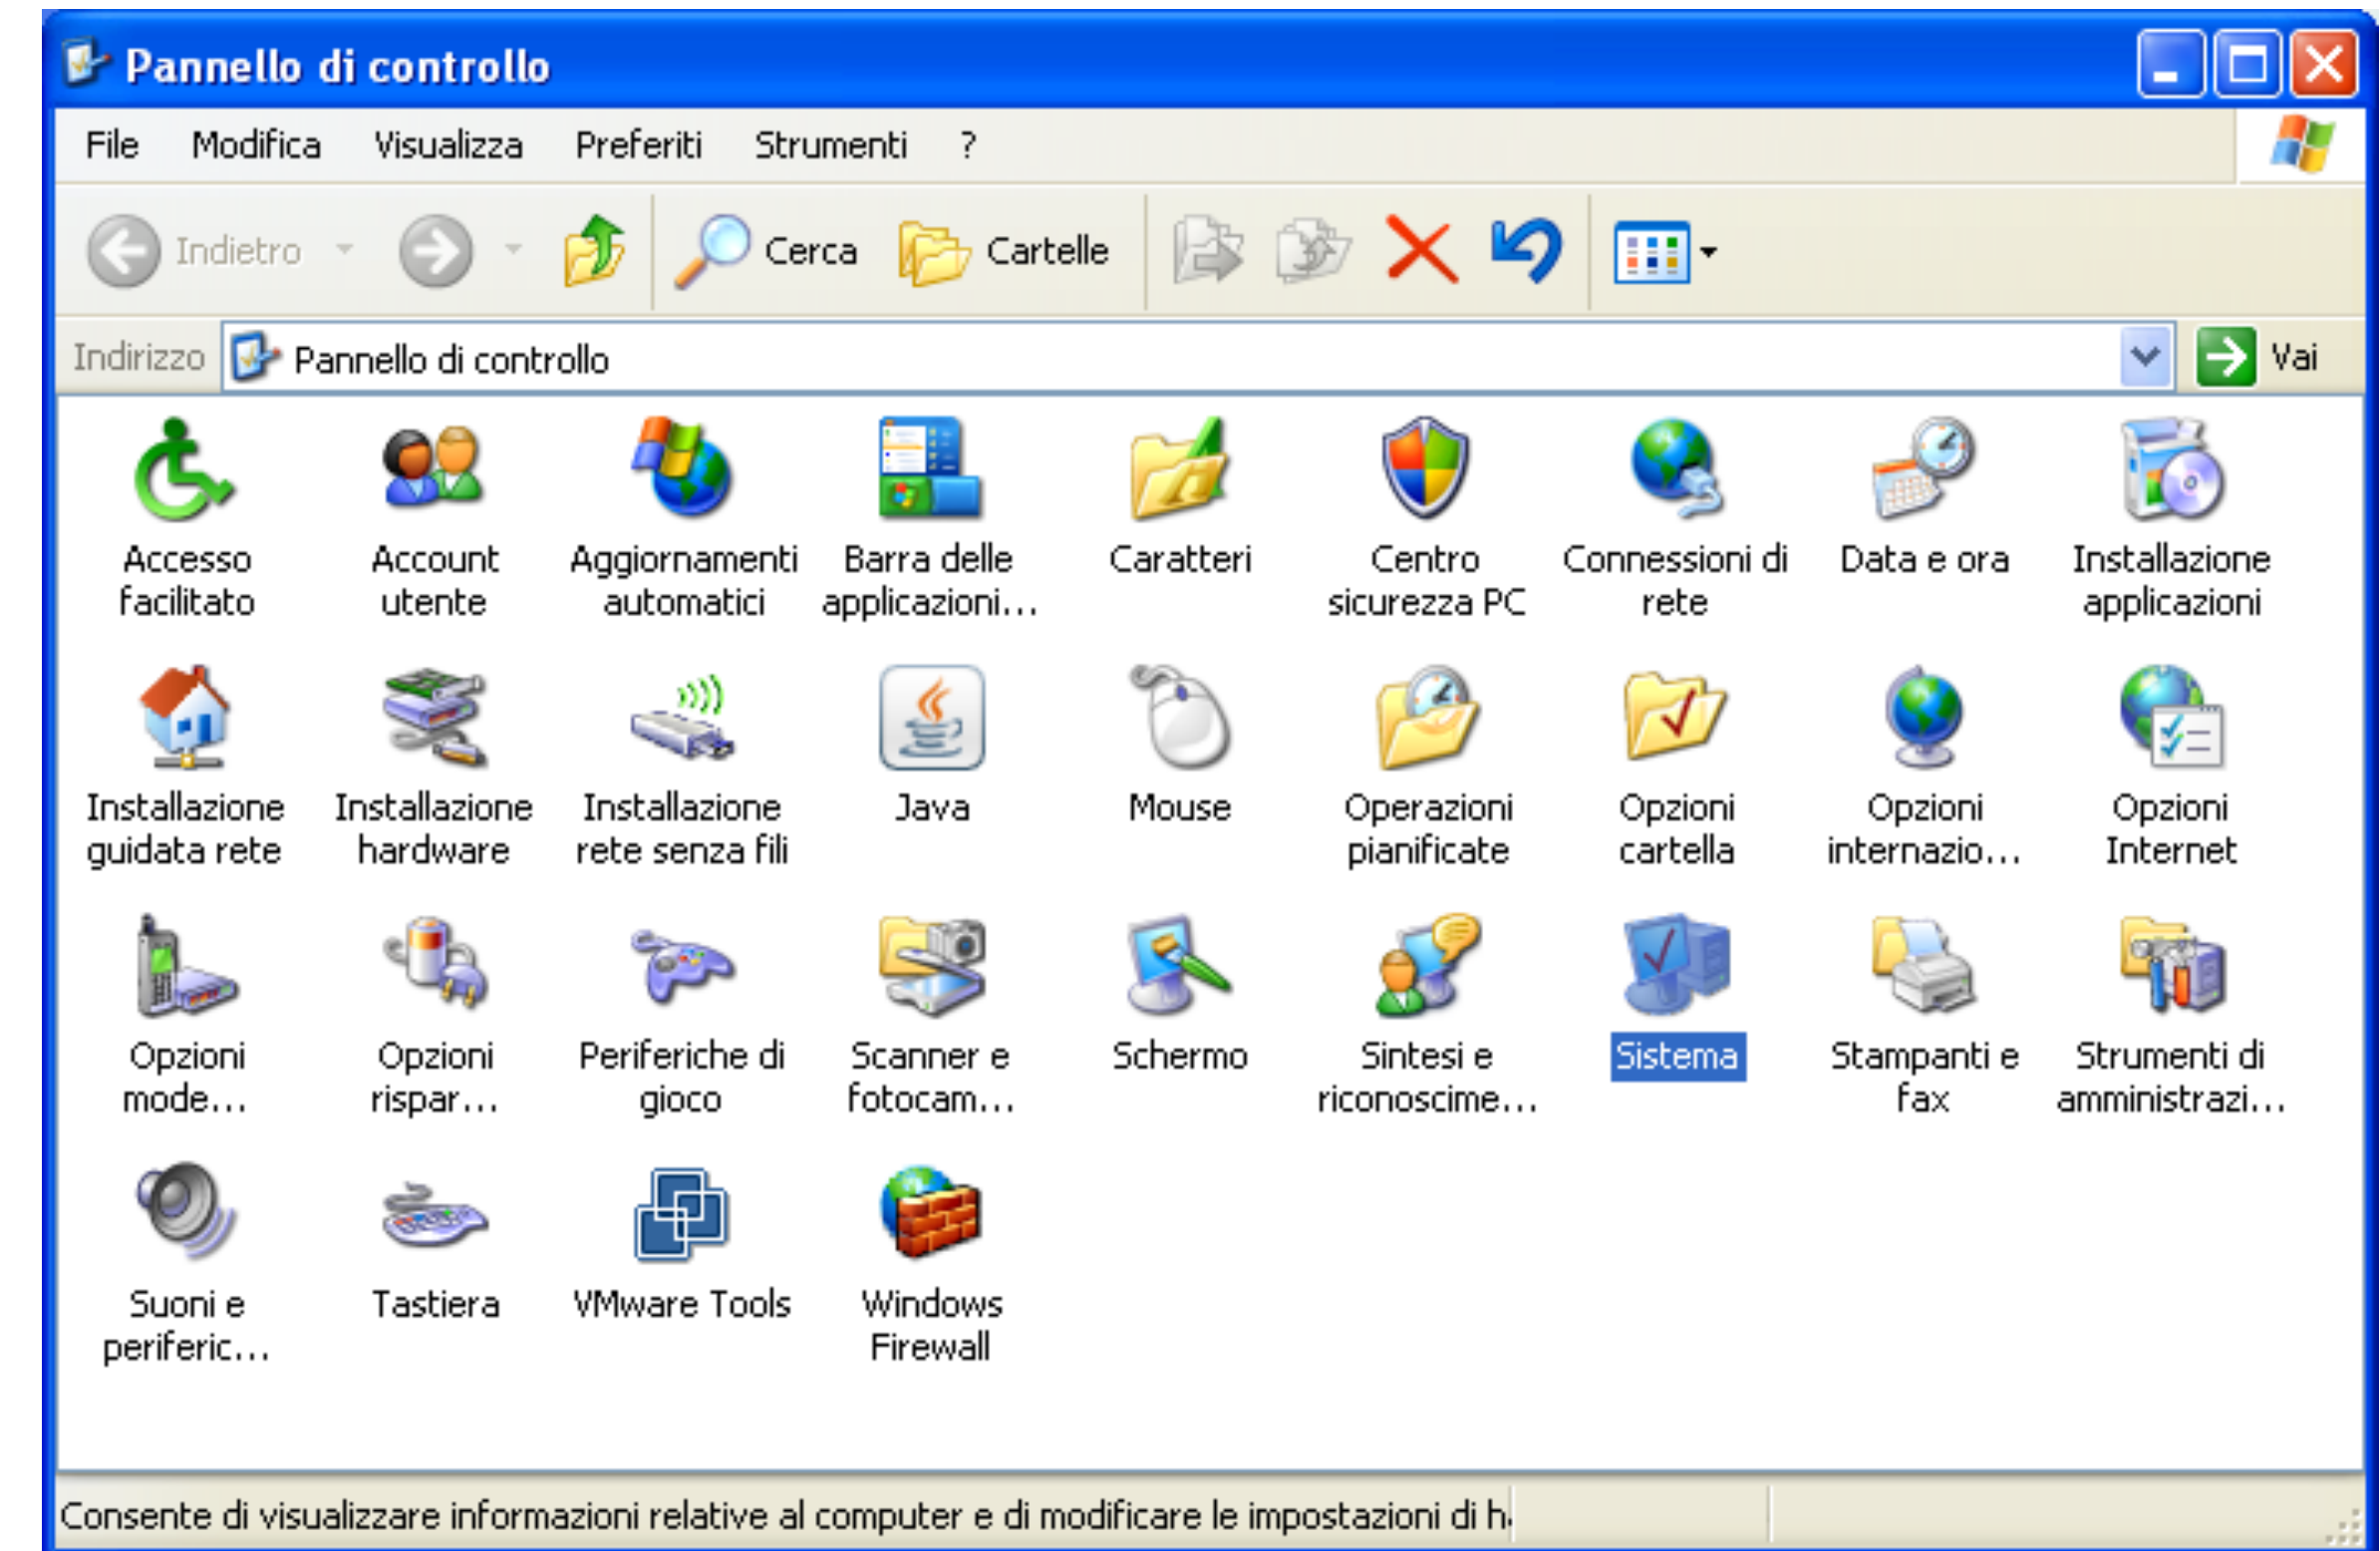 Pannello di controllo
File Modifica Visualizza Preferiti Strumenti ?
Indietro Cerca Cartelle
Indirizzo Pannello di controllo Vai
Accesso facilitato
Account utente
Aggiornamenti automatici
Barra delle applicazioni...
Caratteri
Centro sicurezza PC
Connessioni di rete
Data e ora
Installazione applicazioni
Installazione guidata rete
Installazione hardware
Installazione rete senza fili
Java
Mouse
Operazioni pianificate
Opzioni cartella
Opzioni internazio...
Opzioni Internet
Opzioni mode...
Opzioni rispar...
Periferiche di gioco
Scanner e fotocam...
Schermo
Sintesi e riconoscime...
Sistema
Stampanti e fax
Strumenti di amministrazi...
Suoni e periferic...
Tastiera
VMware Tools
Windows Firewall
Consente di visualizzare informazioni relative al computer e di modificare le impostazioni di